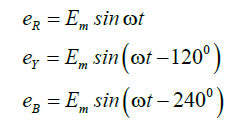 e_R = E_m sin ωt
e_Y = E_m sin(ωt − 120⁰)
e_B = E_m sin(ωt − 240⁰)